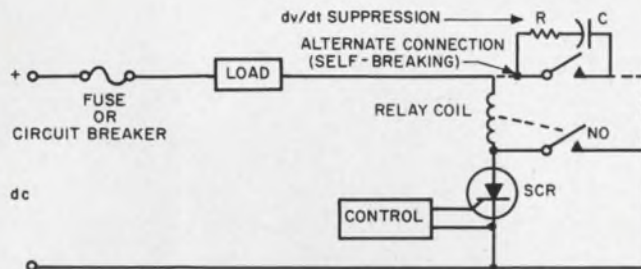 dv/dt SUPPRESSION
R
C
ALTERNATE CONNECTION
(SELF-BREAKING)
+
LOAD
FUSE
OR
CIRCUIT BREAKER
RELAY COIL
NO
dc
SCR
CONTROL